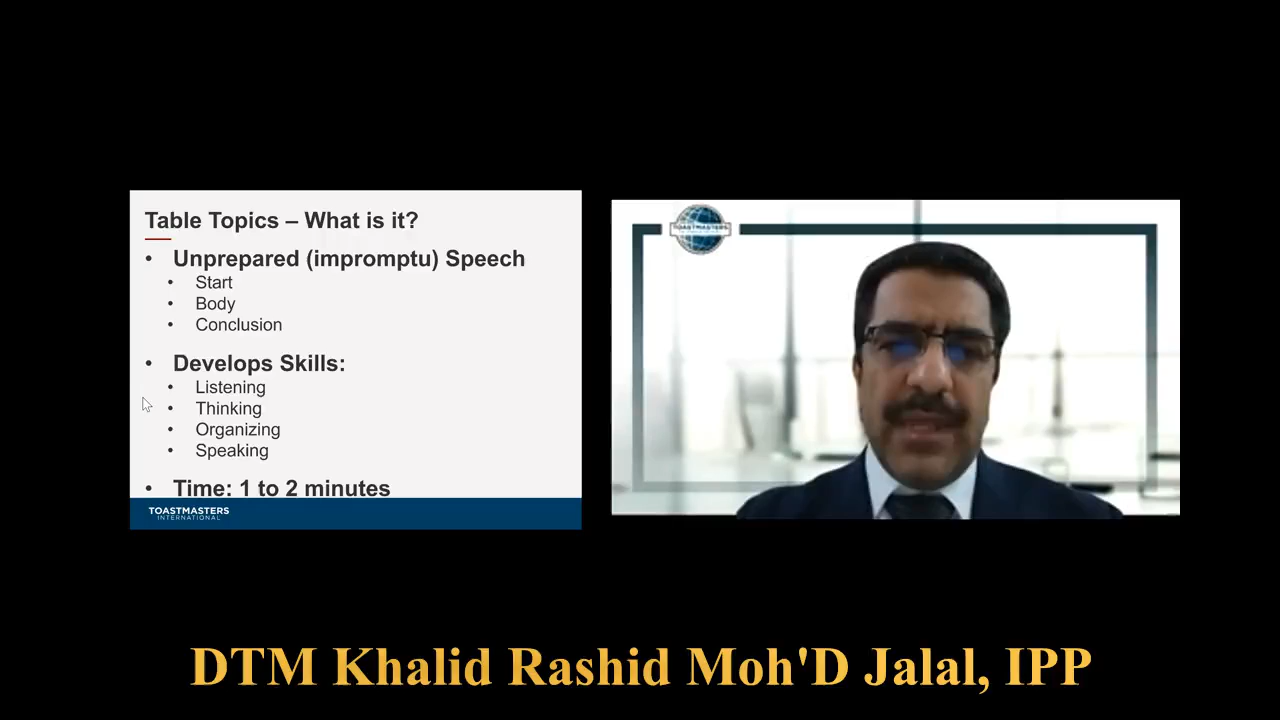 Table Topics – What is it?
• Unprepared (impromptu) Speech
• Start
• Body
• Conclusion
• Develops Skills:
• Listening
• Thinking
• Organizing
• Speaking
• Time: 1 to 2 minutes
TOASTMASTERS
INTERNATIONAL
TOASTMASTERS
DTM Khalid Rashid Moh'D Jalal, IPP